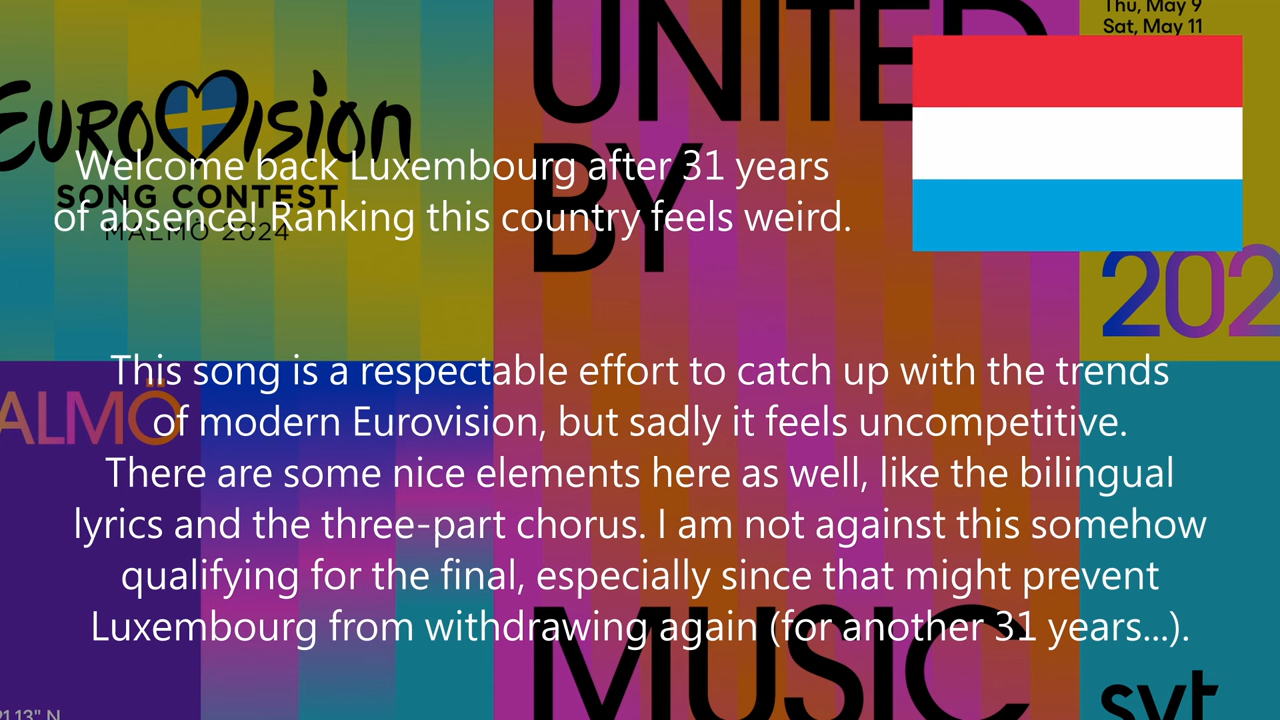 Thu, May 9
Sat, May 11
UNITED
BY
MUSIC
EUROVISION
SONG CONTEST
MALMÖ 2024
Welcome back Luxembourg after 31 years
of absence! Ranking this country feels weird.
202
ALMÖ
This song is a respectable effort to catch up with the trends
of modern Eurovision, but sadly it feels uncompetitive.
There are some nice elements here as well, like the bilingual
lyrics and the three-part chorus. I am not against this somehow
qualifying for the final, especially since that might prevent
Luxembourg from withdrawing again (for another 31 years...).
svt
21.13" N